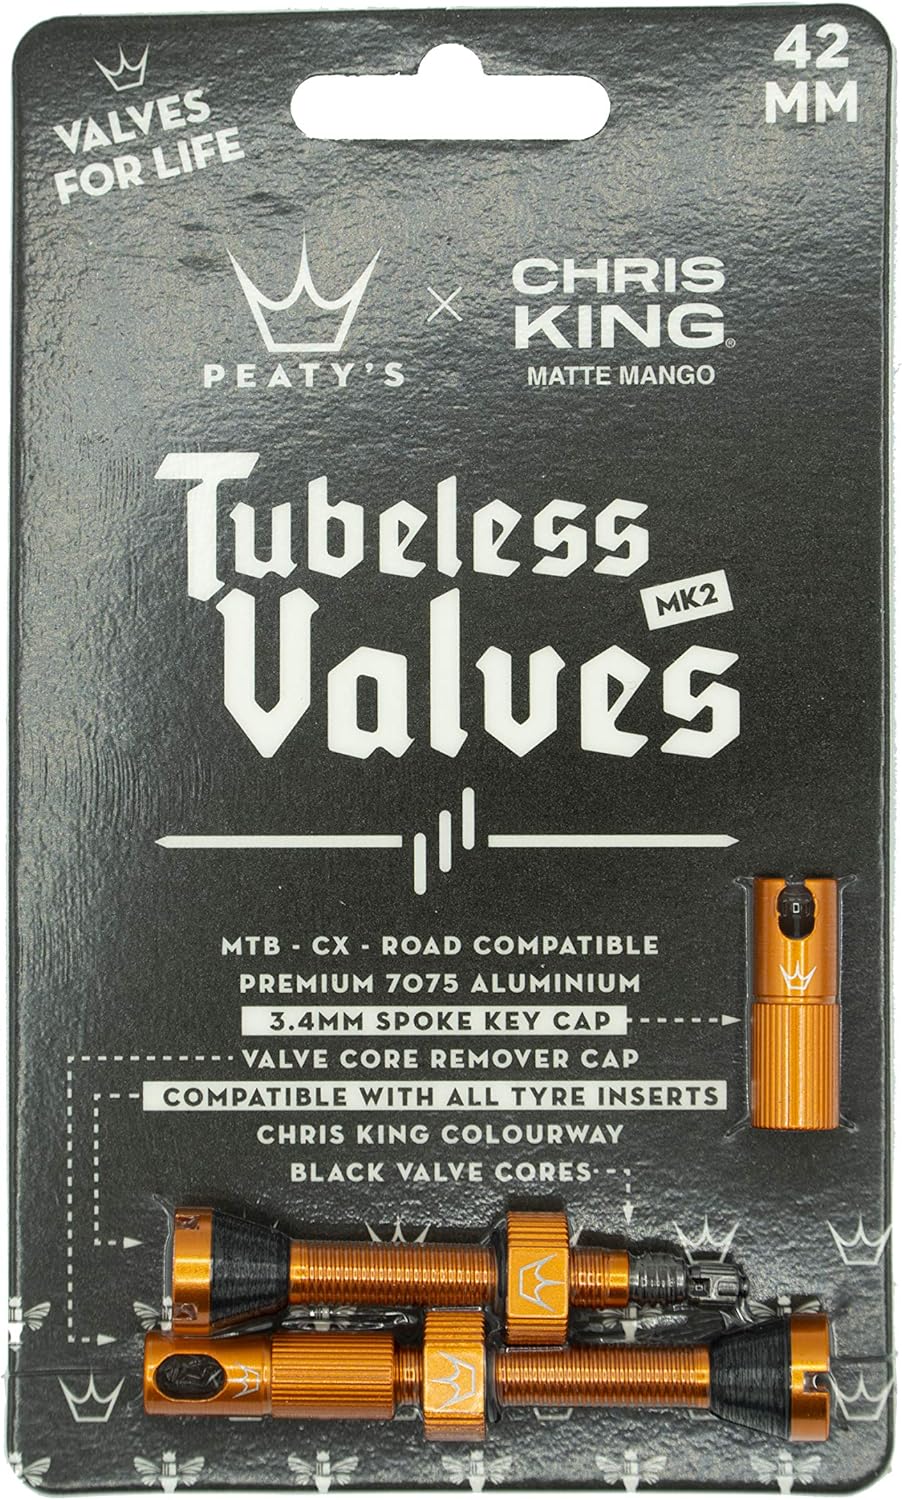 VALVES
FOR LIFE
42
MM
PEATY'S
×
CHRIS
KING®
MATTE MANGO
Tubeless
Valves
MK2
MTB - CX - ROAD COMPATIBLE
PREMIUM 7075 ALUMINIUM
3.4MM SPOKE KEY CAP
VALVE CORE REMOVER CAP
COMPATIBLE WITH ALL TYRE INSERTS
CHRIS KING COLOURWAY
BLACK VALVE CORES